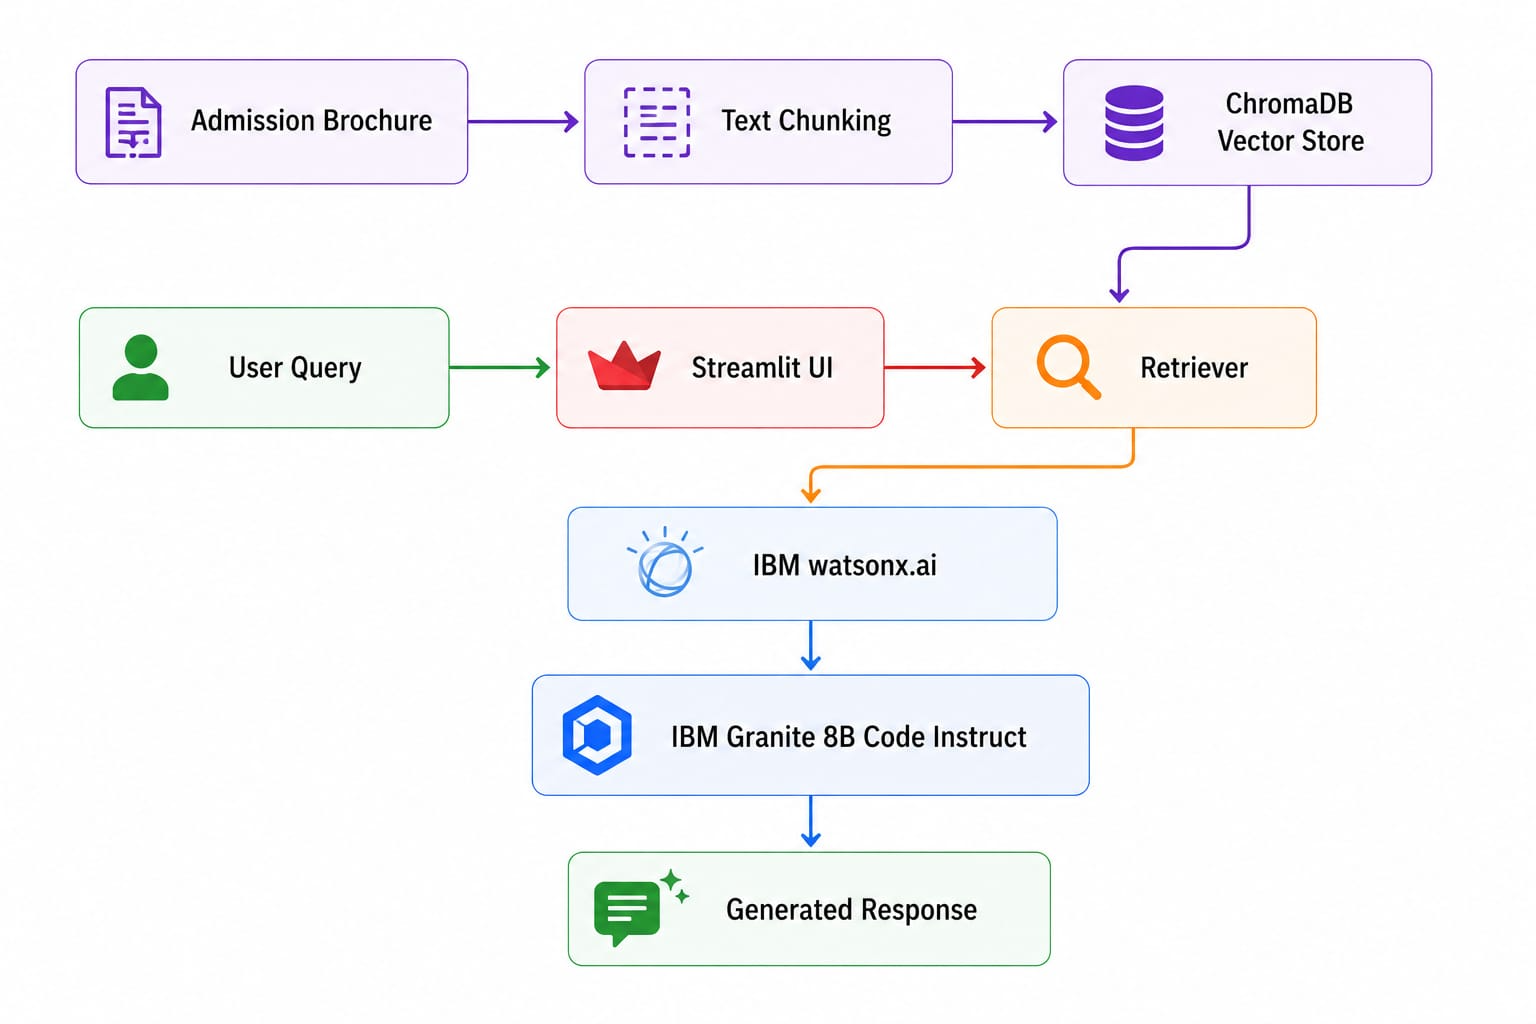 Admission Brochure
Text Chunking
ChromaDB
Vector Store
User Query
Streamlit UI
Retriever
IBM watsonx.ai
IBM Granite 8B Code Instruct
Generated Response